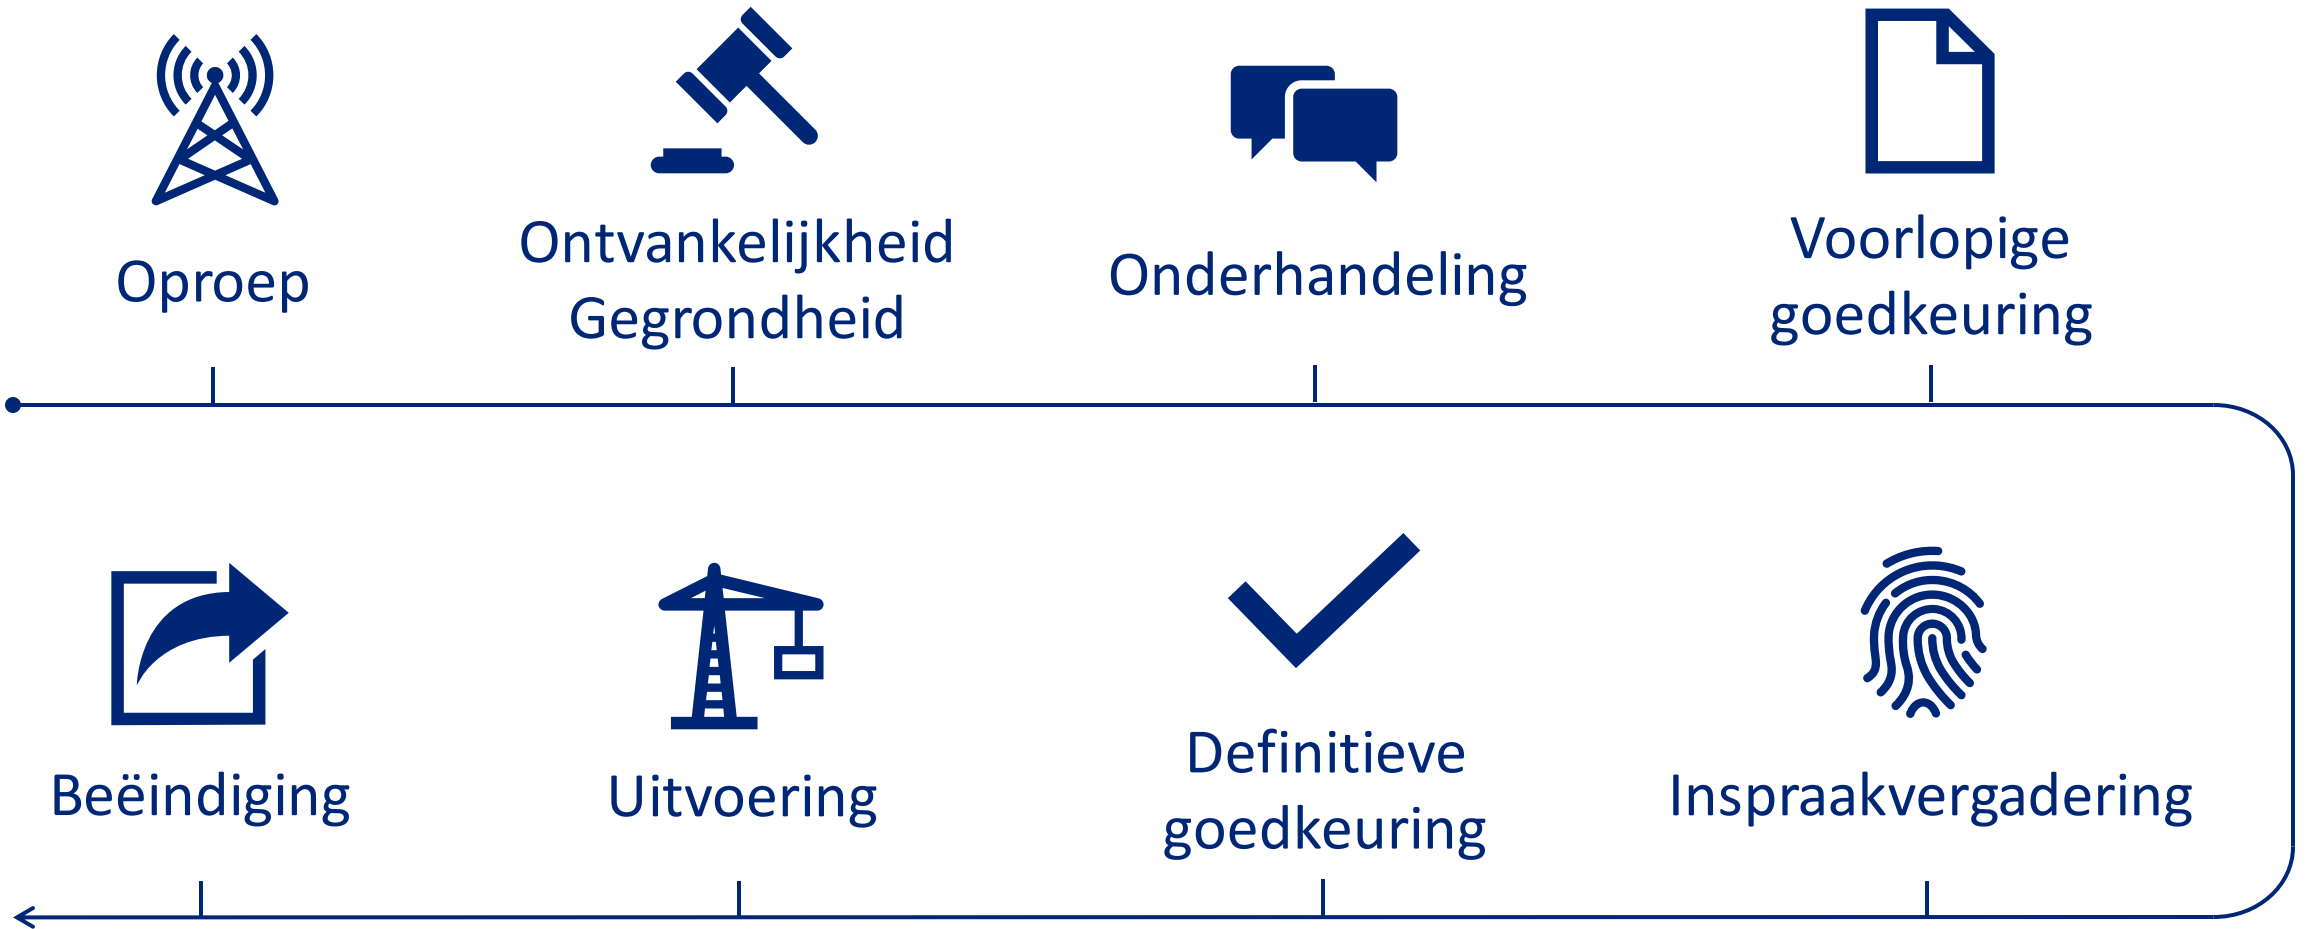 Oproep
Ontvankelijkheid
Gegrondheid
Onderhandeling
Voorlopige
goedkeuring
Inspraakvergadering
Definitieve
goedkeuring
Uitvoering
Beëindiging